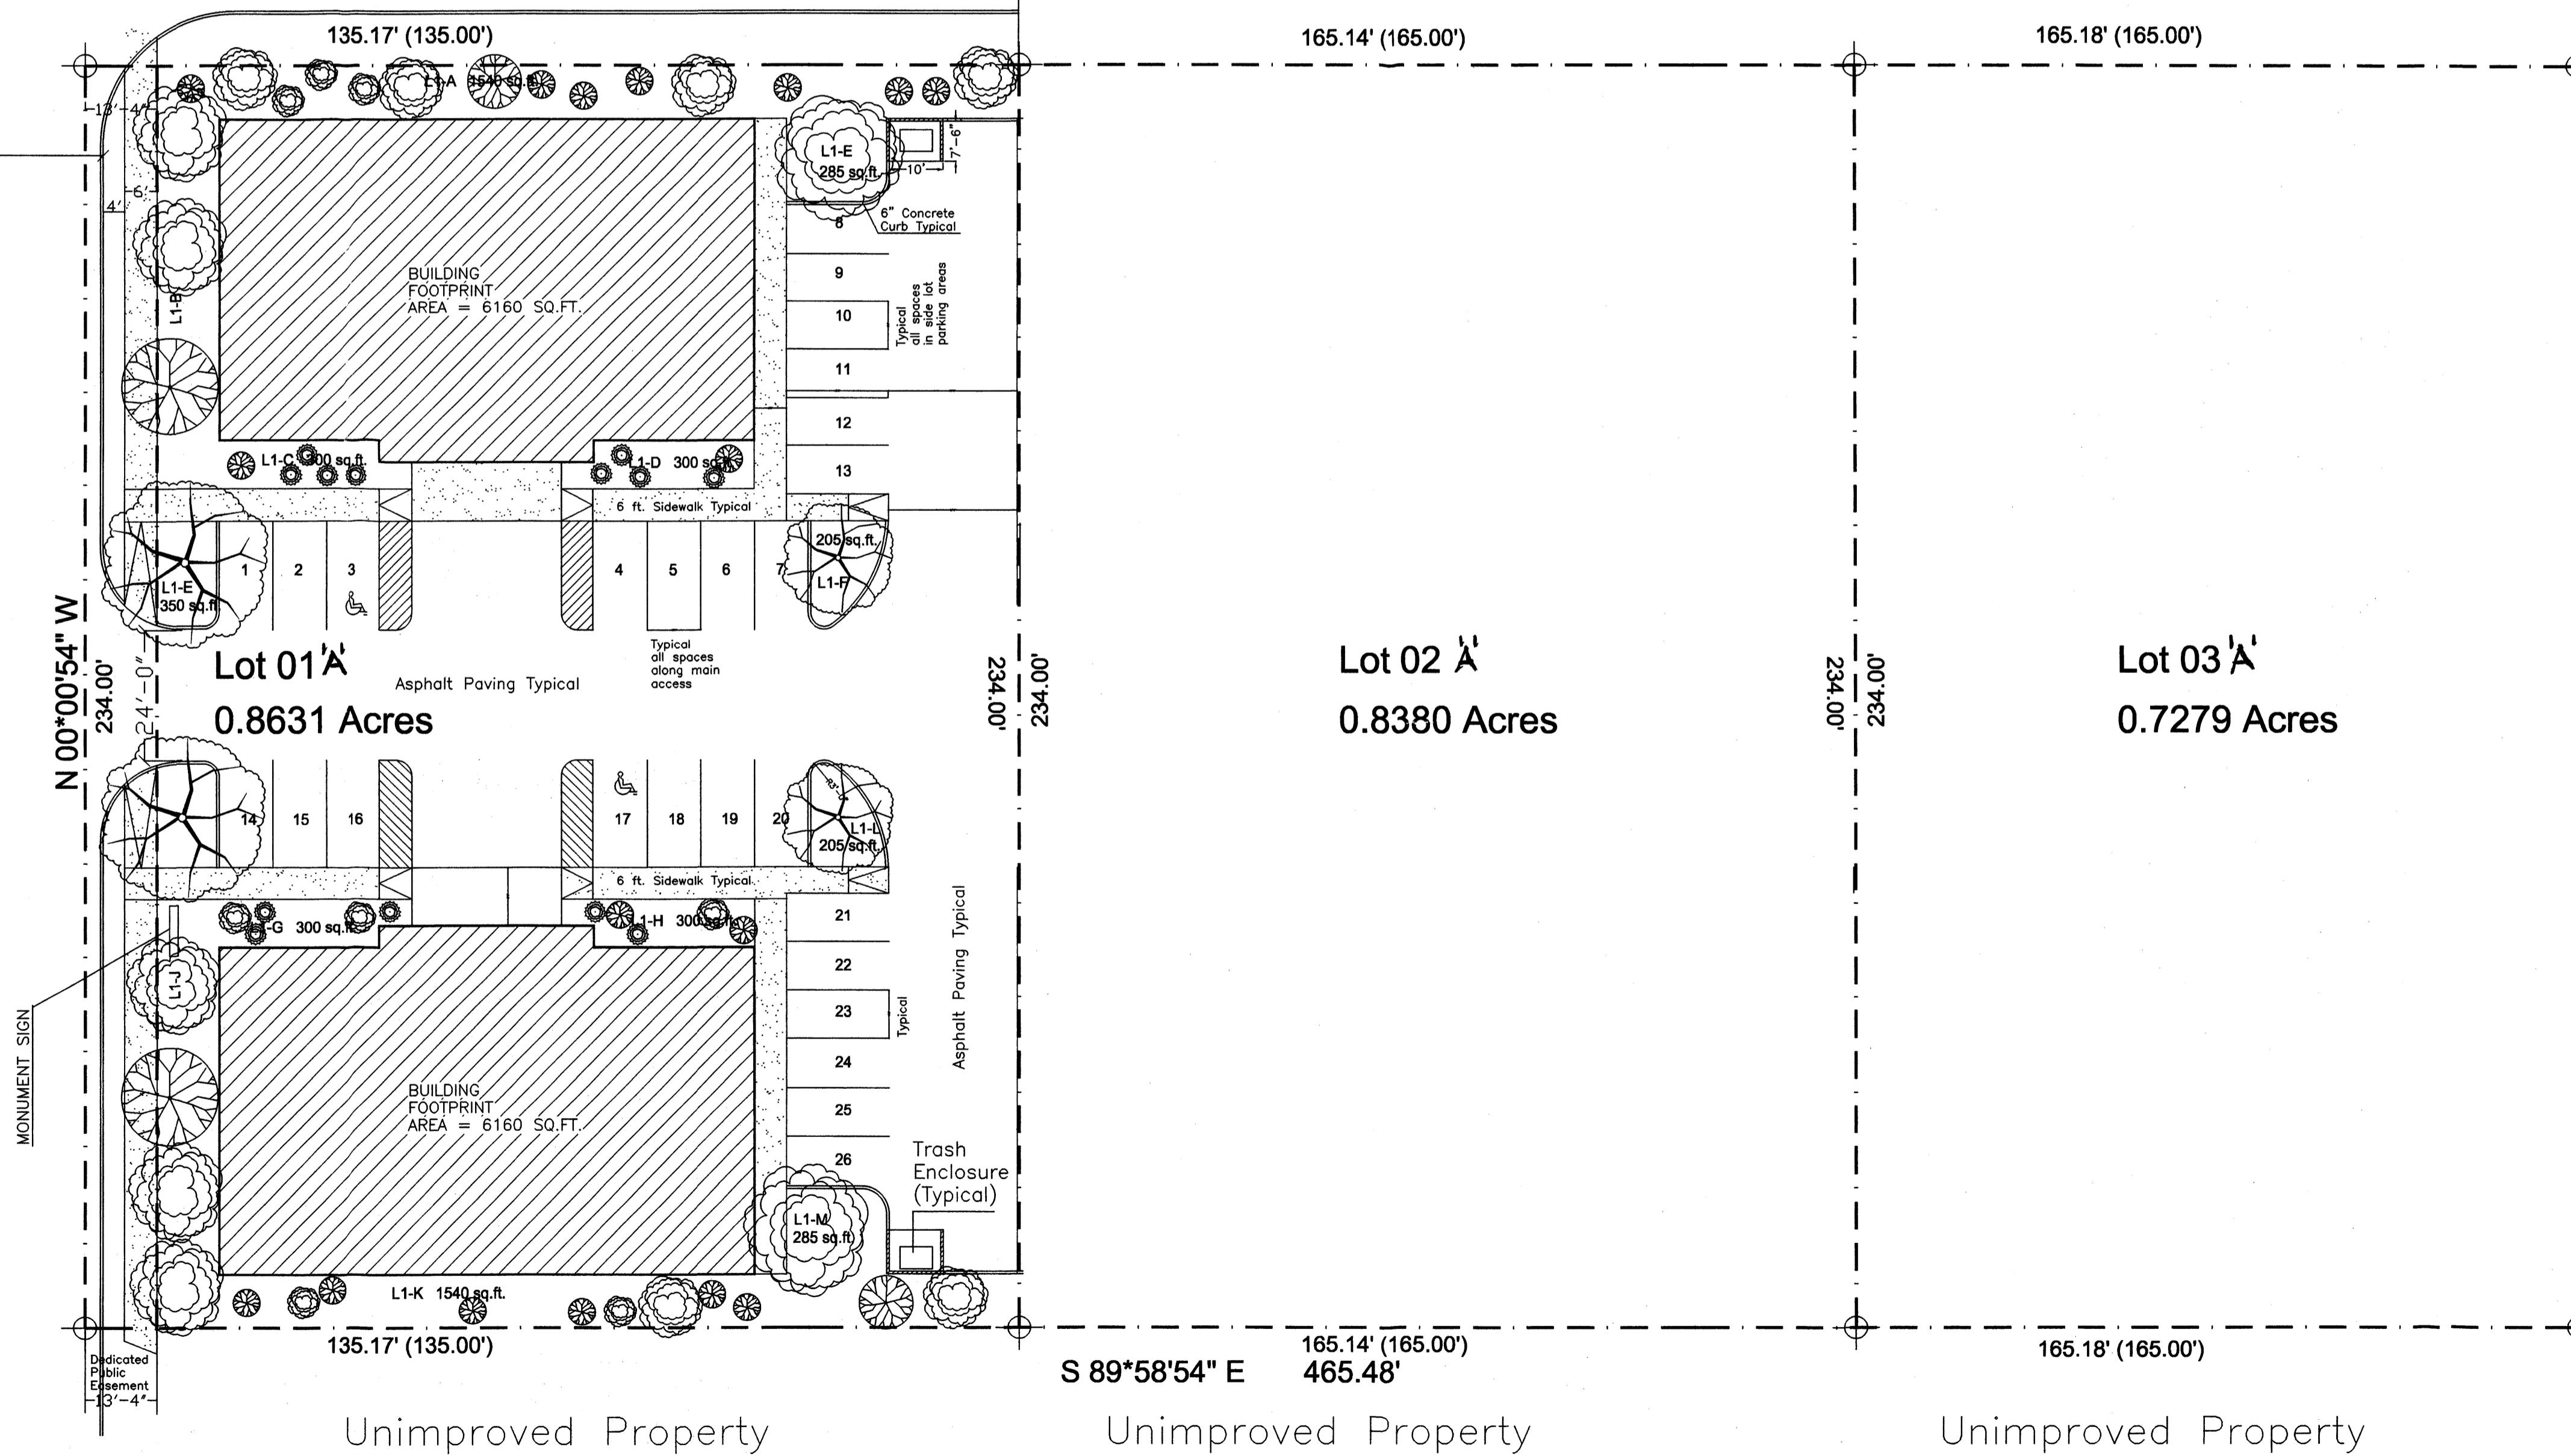 135.17' (135.00')
165.14' (165.00')
165.18' (165.00')
L1-A 1540 sq.ft.
13'-4"
L1-E
285 sq.ft.
10'
7'-6"
6'
4'
6" Concrete
Curb Typical
8
9
10
11
12
13
Typical
all spaces
in side lot
parking areas
BUILDING
FOOTPRINT
AREA = 6160 SQ.FT.
L1-B
L1-C 300 sq.ft.
L1-D 300 sq.ft.
6 ft. Sidewalk Typical
1
2
3
4
5
6
7
L1-E
350 sq.ft.
205 sq.ft.
L1-F
Typical
all spaces
along main
access
Asphalt Paving Typical
N 00*00'54" W
234.00'
24'-0"
Lot 01 'A'
0.8631 Acres
234.00'
234.00'
Lot 02 'A'
0.8380 Acres
234.00'
234.00'
Lot 03 'A'
0.7279 Acres
14
15
16
17
18
19
20
L1-L
205 sq.ft.
6 ft. Sidewalk Typical
L1-G 300 sq.ft.
L1-H 300 sq.ft.
21
22
23
24
25
26
Typical
Asphalt Paving Typical
L1-J
MONUMENT SIGN
BUILDING
FOOTPRINT
AREA = 6160 SQ.FT.
Trash
Enclosure
(Typical)
L1-M
285 sq.ft.
L1-K 1540 sq.ft.
135.17' (135.00')
165.14' (165.00')
165.18' (165.00')
S 89*58'54" E 465.48'
Dedicated
Public
Easement
13'-4"
Unimproved Property
Unimproved Property
Unimproved Property